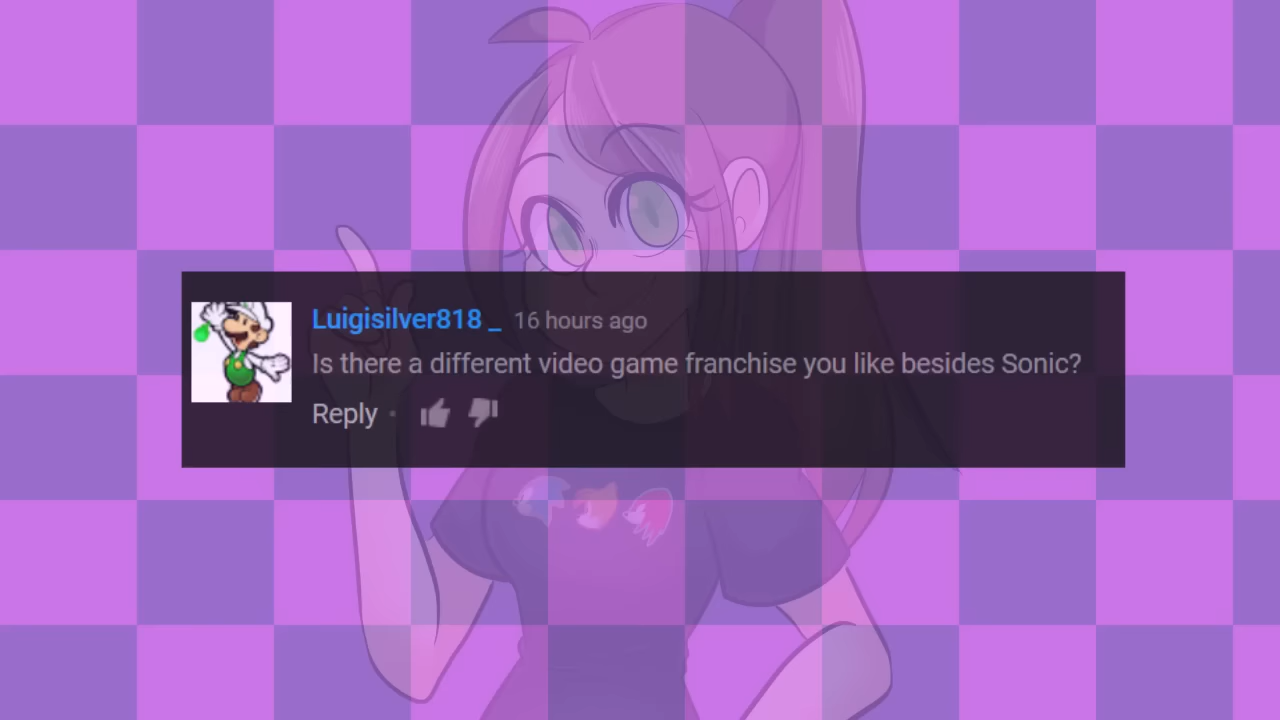 Luigisilver818 _ 16 hours ago
Is there a different video game franchise you like besides Sonic?
Reply •